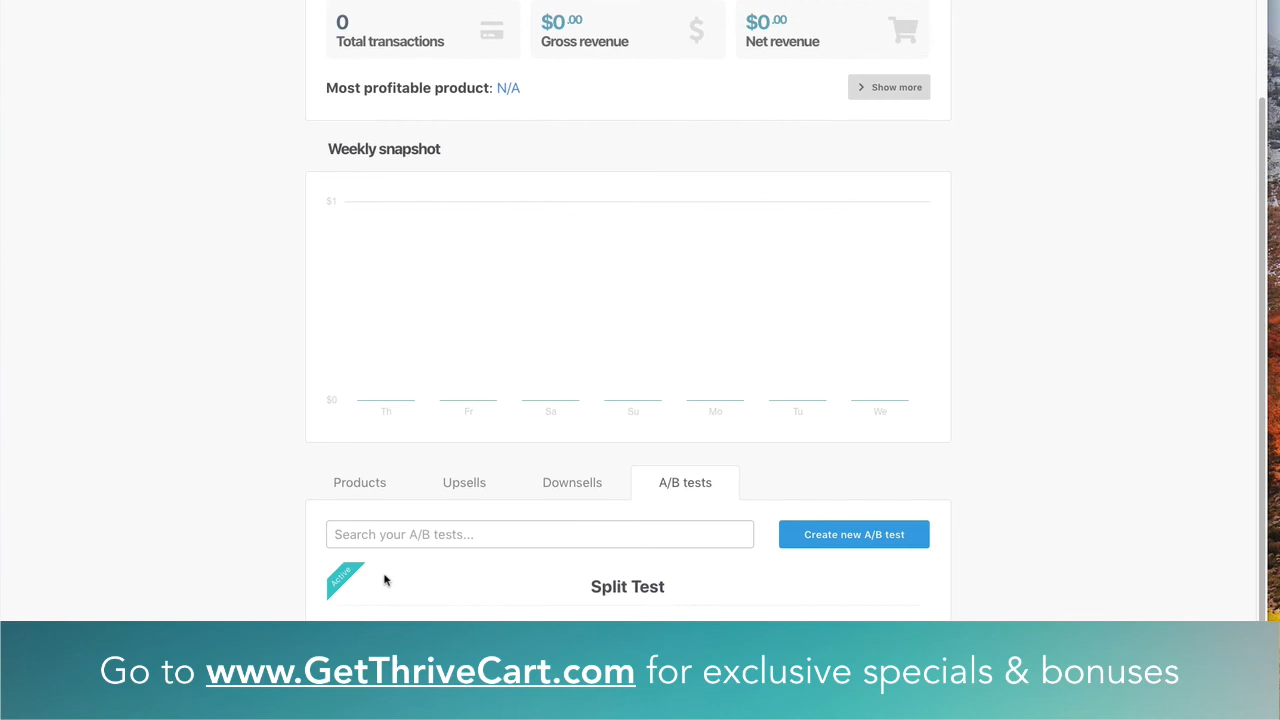 0
Total transactions
$0.00
Gross revenue
$0.00
Net revenue
Most profitable product: N/A
Show more
Weekly snapshot
$1
$0
Th Fr Sa Su Mo Tu We
Products Upsells Downsells A/B tests
Search your A/B tests...
Create new A/B test
Active
Split Test
Go to www.GetThriveCart.com for exclusive specials & bonuses